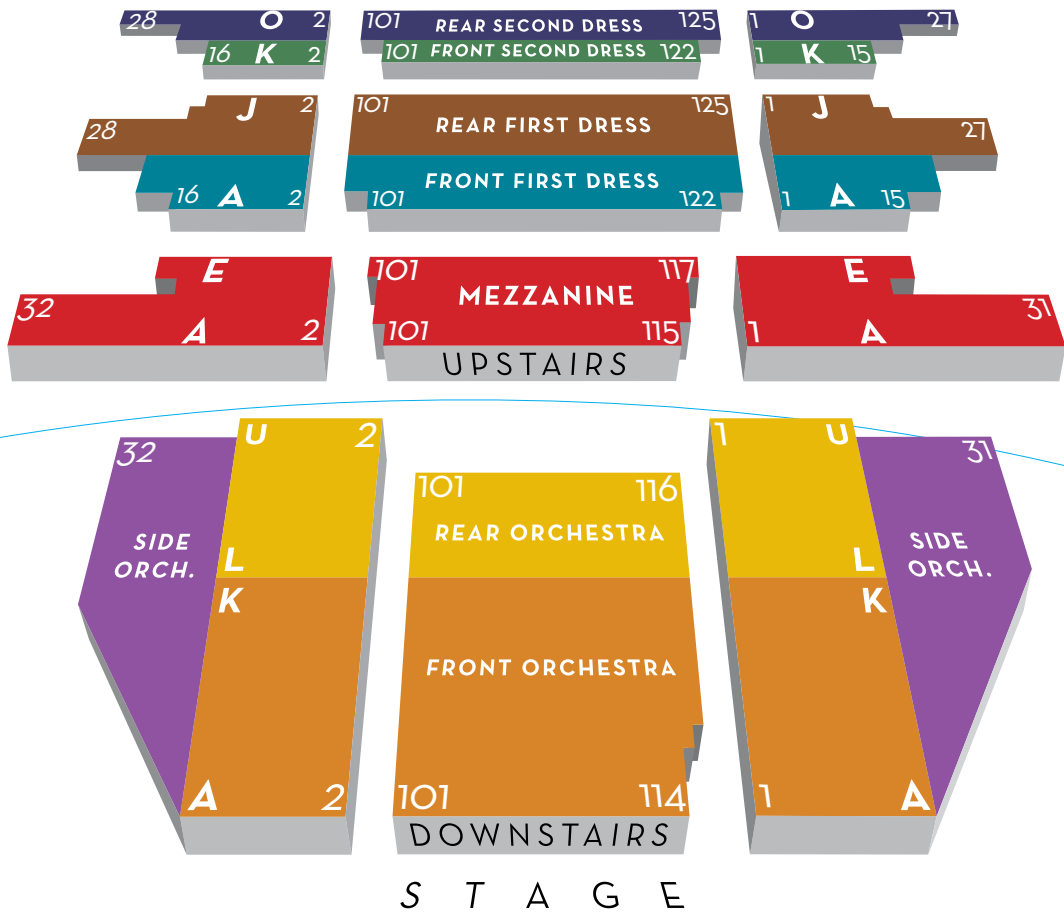 28 O 2 101 REAR SECOND DRESS 125 1 O 27
16 K 2 101 FRONT SECOND DRESS 122 1 K 15
J 2 101 125 1 J
28 REAR FIRST DRESS 27
FRONT FIRST DRESS
16 A 2 101 122 1 A 15
E 101 117 E
32 MEZZANINE 31
A 2 101 115 1 A
UPSTAIRS
32 U 2 1 U 31
101 116
REAR ORCHESTRA
SIDE
ORCH.
SIDE
ORCH.
L L
K K
FRONT ORCHESTRA
A 2 101 114 1 A
DOWNSTAIRS
STAGE